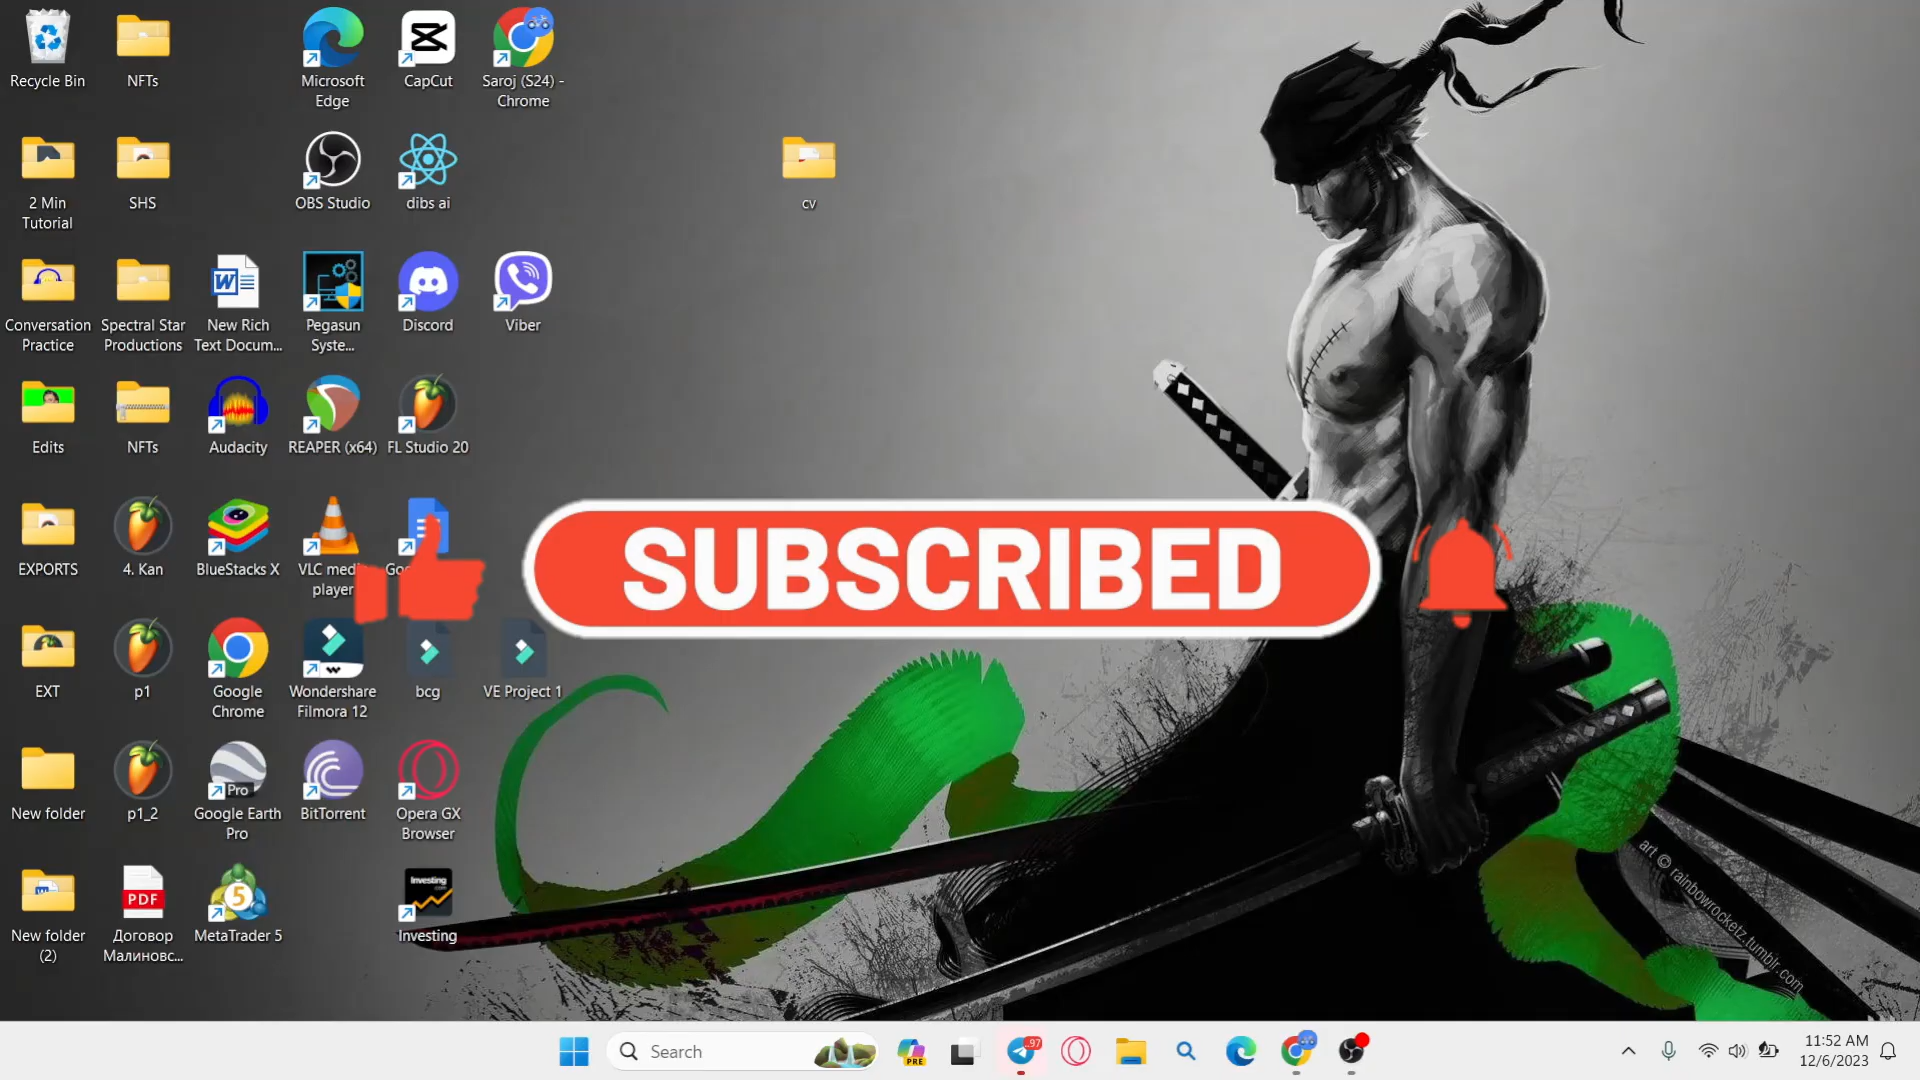 Recycle Bin
NFTs
Microsoft
Edge
CapCut
Saroj (S24) -
Chrome
2 Min
Tutorial
SHS
OBS Studio
dibs ai
cv
Conversation
Practice
Spectral Star
Productions
New Rich
Text Docum...
Pegasun
Syste...
Discord
Viber
Edits
NFTs
Audacity
REAPER (x64)
FL Studio 20
EXPORTS
4. Kan
BlueStacks X
VLC medi
player
SUBSCRIBED
EXT
p1
Google
Chrome
Wondershare
Filmora 12
bcg
VE Project 1
New folder
p1_2
Pro
Google Earth
Pro
BitTorrent
Opera GX
Browser
New folder
(2)
PDF
Договор
Малиновс...
5
MetaTrader 5
Investing
.com
Investing
art © rainbowrocketz.tumblr.com
Search
PRE
97
11:52 AM
12/6/2023